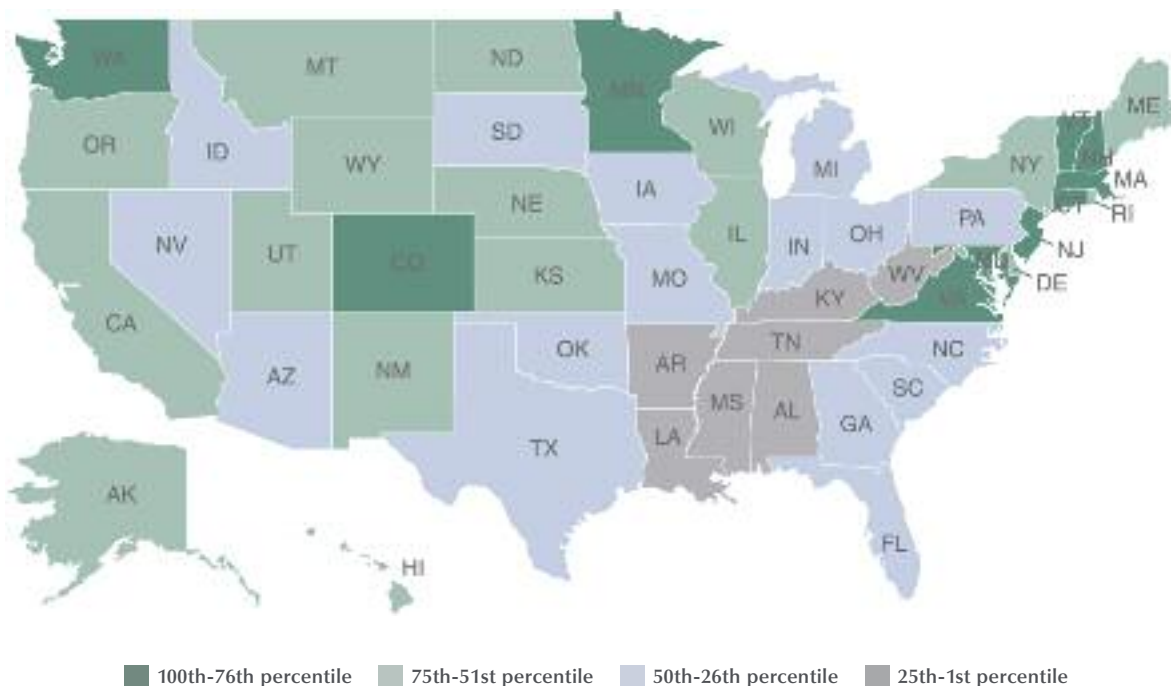 WA
MT
ND
MN
ME
VT
OR
ID
SD
WI
NH
WY
NY
MA
MI
IA
RI
CT
NE
PA
NV
IL
OH
NJ
UT
IN
CO
KS
MO
WV
MD
DE
KY
VA
CA
TN
OK
NC
AZ
NM
AR
SC
MS
AL
GA
LA
TX
AK
FL
HI
100th-76th percentile 75th-51st percentile 50th-26th percentile 25th-1st percentile